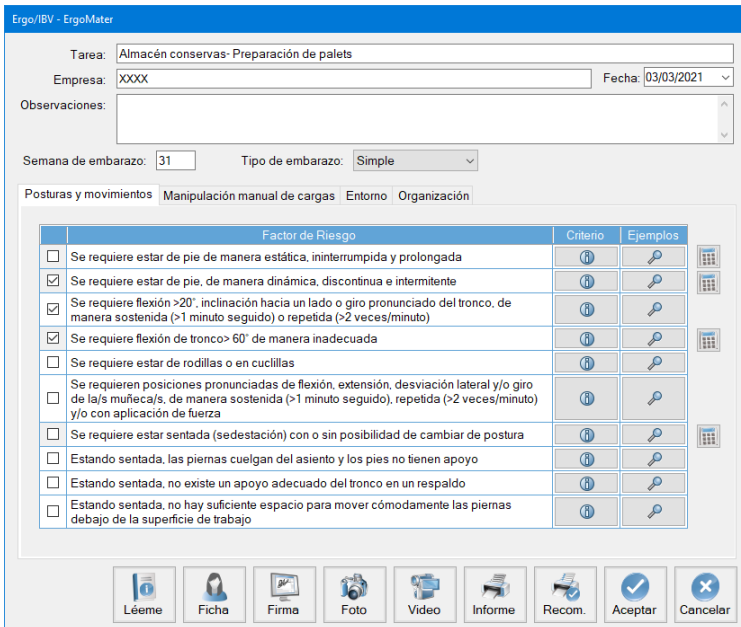 Ergo/IBV - ErgoMater
Tarea: Almacén conservas- Preparación de palets
Empresa: XXXX Fecha: 03/03/2021
Observaciones:
Semana de embarazo: 31 Tipo de embarazo: Simple
Posturas y movimientos Manipulación manual de cargas Entorno Organización
Factor de Riesgo Criterio Ejemplos
Se requiere estar de pie de manera estática, ininterrumpida y prolongada
Se requiere estar de pie, de manera dinámica, discontinua e intermitente
Se requiere flexión >20°, inclinación hacia un lado o giro pronunciado del tronco, de
manera sostenida (>1 minuto seguido) o repetida (>2 veces/minuto)
Se requiere flexión de tronco> 60° de manera inadecuada
Se requiere estar de rodillas o en cuclillas
Se requieren posiciones pronunciadas de flexión, extensión, desviación lateral y/o giro
de la/s muñeca/s, de manera sostenida (>1 minuto seguido), repetida (>2 veces/minuto)
y/o con aplicación de fuerza
Se requiere estar sentada (sedestación) con o sin posibilidad de cambiar de postura
Estando sentada, las piernas cuelgan del asiento y los pies no tienen apoyo
Estando sentada, no existe un apoyo adecuado del tronco en un respaldo
Estando sentada, no hay suficiente espacio para mover cómodamente las piernas
debajo de la superficie de trabajo
Léeme Ficha Firma Foto Video Informe Recom. Aceptar Cancelar